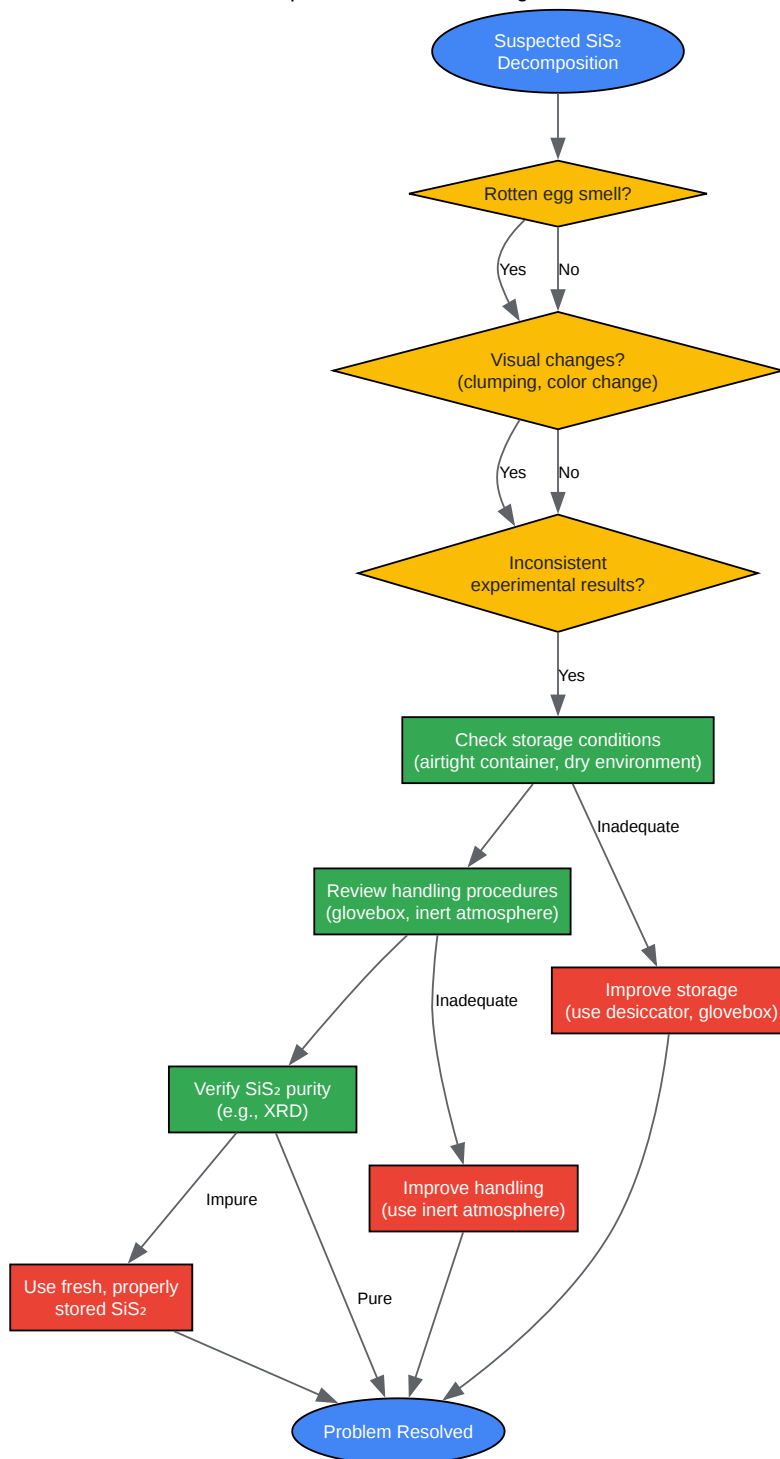 Suspected SiS₂
Decomposition
Rotten egg smell?
Yes
No
Visual changes?
(clumping, color change)
Yes
No
Inconsistent
experimental results?
Yes
Check storage conditions
(airtight container, dry environment)
Inadequate
Review handling procedures
(glovebox, inert atmosphere)
Improve storage
(use desiccator, glovebox)
Inadequate
Verify SiS₂ purity
(e.g., XRD)
Improve handling
(use inert atmosphere)
Impure
Use fresh, properly
stored SiS₂
Pure
Problem Resolved